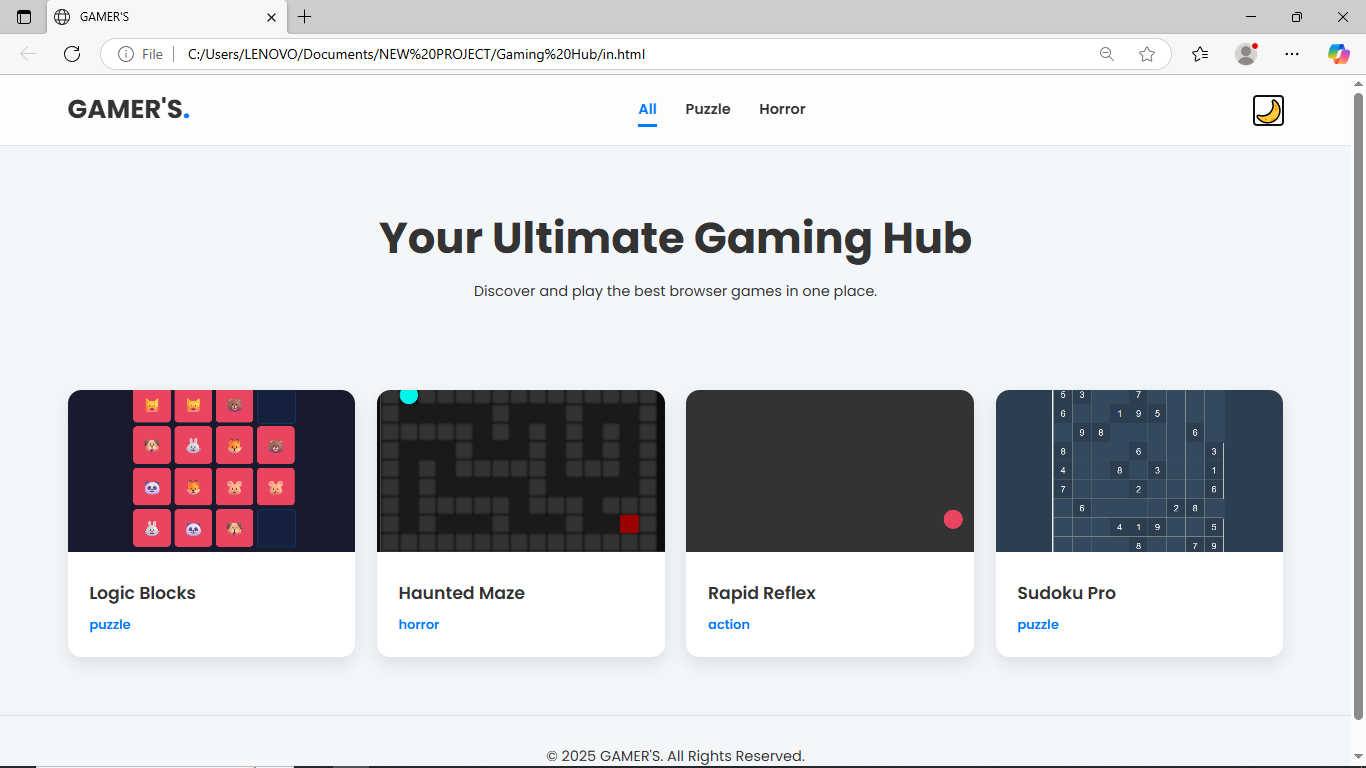 GAMER'S
File
C:/Users/LENOVO/Documents/NEW%20PROJECT/Gaming%20Hub/in.html
GAMER'S.
All Puzzle Horror
Your Ultimate Gaming Hub
Discover and play the best browser games in one place.
5 3 7
6 1 9 5
9 8 6
8 6 3
4 8 3 1
7 2 6
6 2 8
4 1 9 5
8 7 9
Logic Blocks
puzzle
Haunted Maze
horror
Rapid Reflex
action
Sudoku Pro
puzzle
© 2025 GAMER'S. All Rights Reserved.